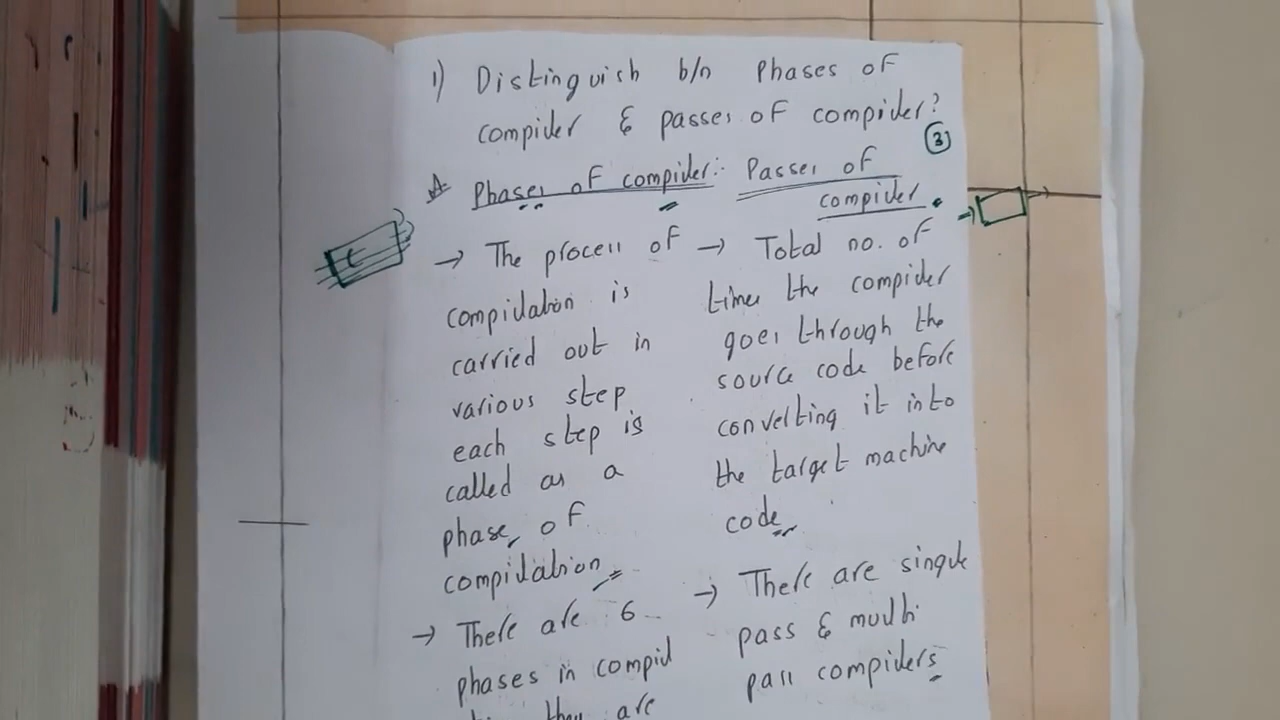 1) Distinguish b/n Phases of
compiler & passes of compiler?
③
A Phases of compiler:-
→ The process of
compilation is
carried out in
various step
each step is
called as a
phase of
compilation
→ There are 6
phases in compil
they are
Passes of
compiler.
→ Total no. of
times the compiler
goes through the
source code before
converting it into
the target machine
code
→ There are single
pass & multi
pass compilers